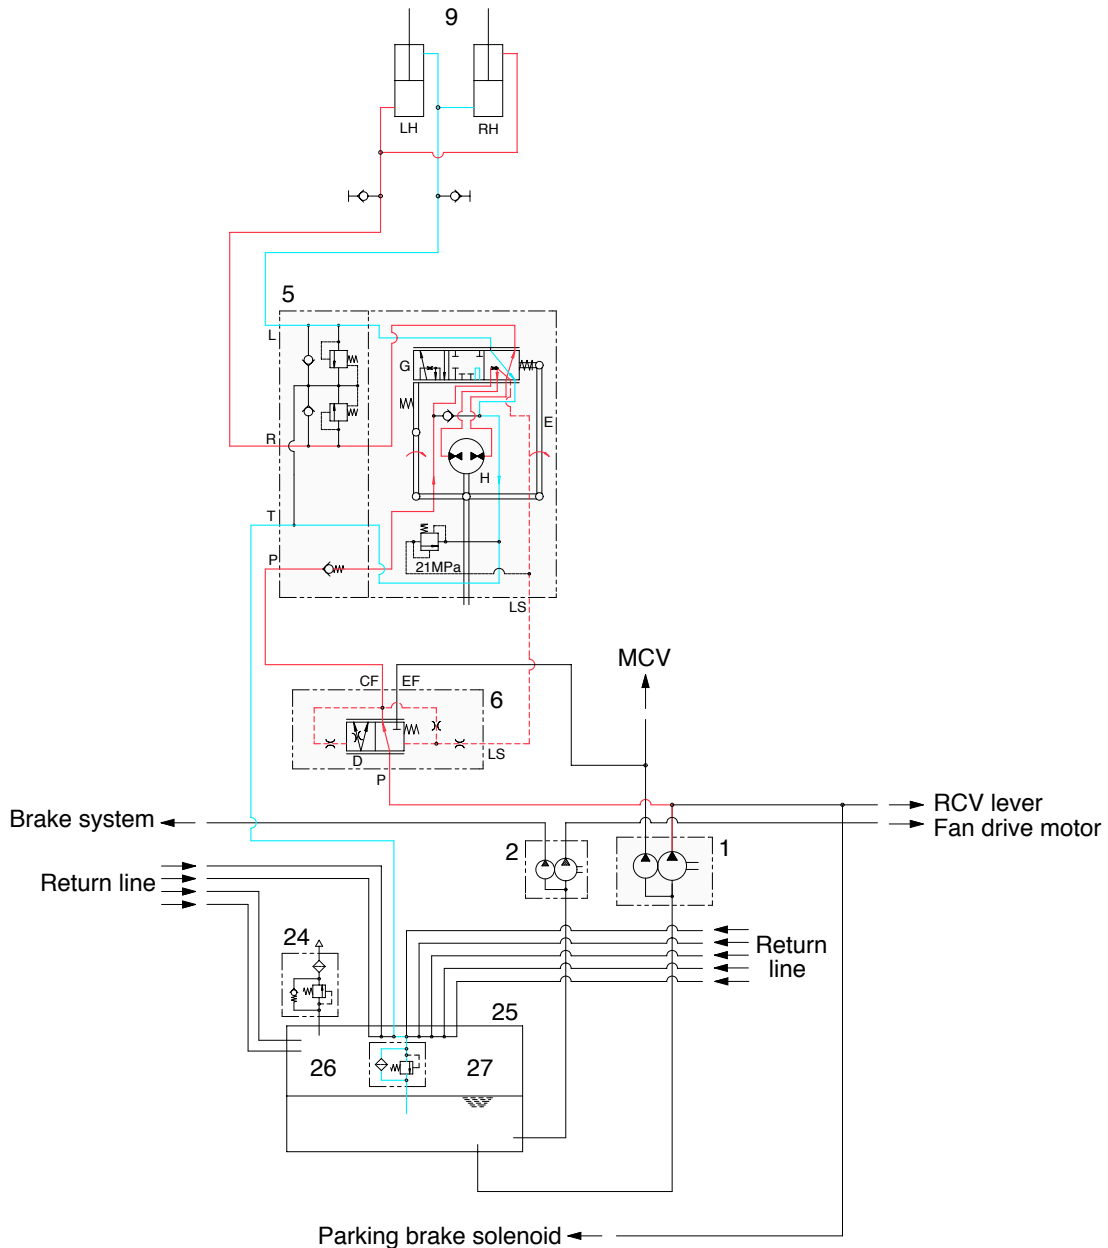 9
LH
RH
5
L
G
R
E
H
T
P
21MPa
LS
MCV
CF
EF
6
LS
D
P
RCV lever
Brake system
Fan drive motor
2
1
Return line
24
Return
line
25
26
27
Parking brake solenoid